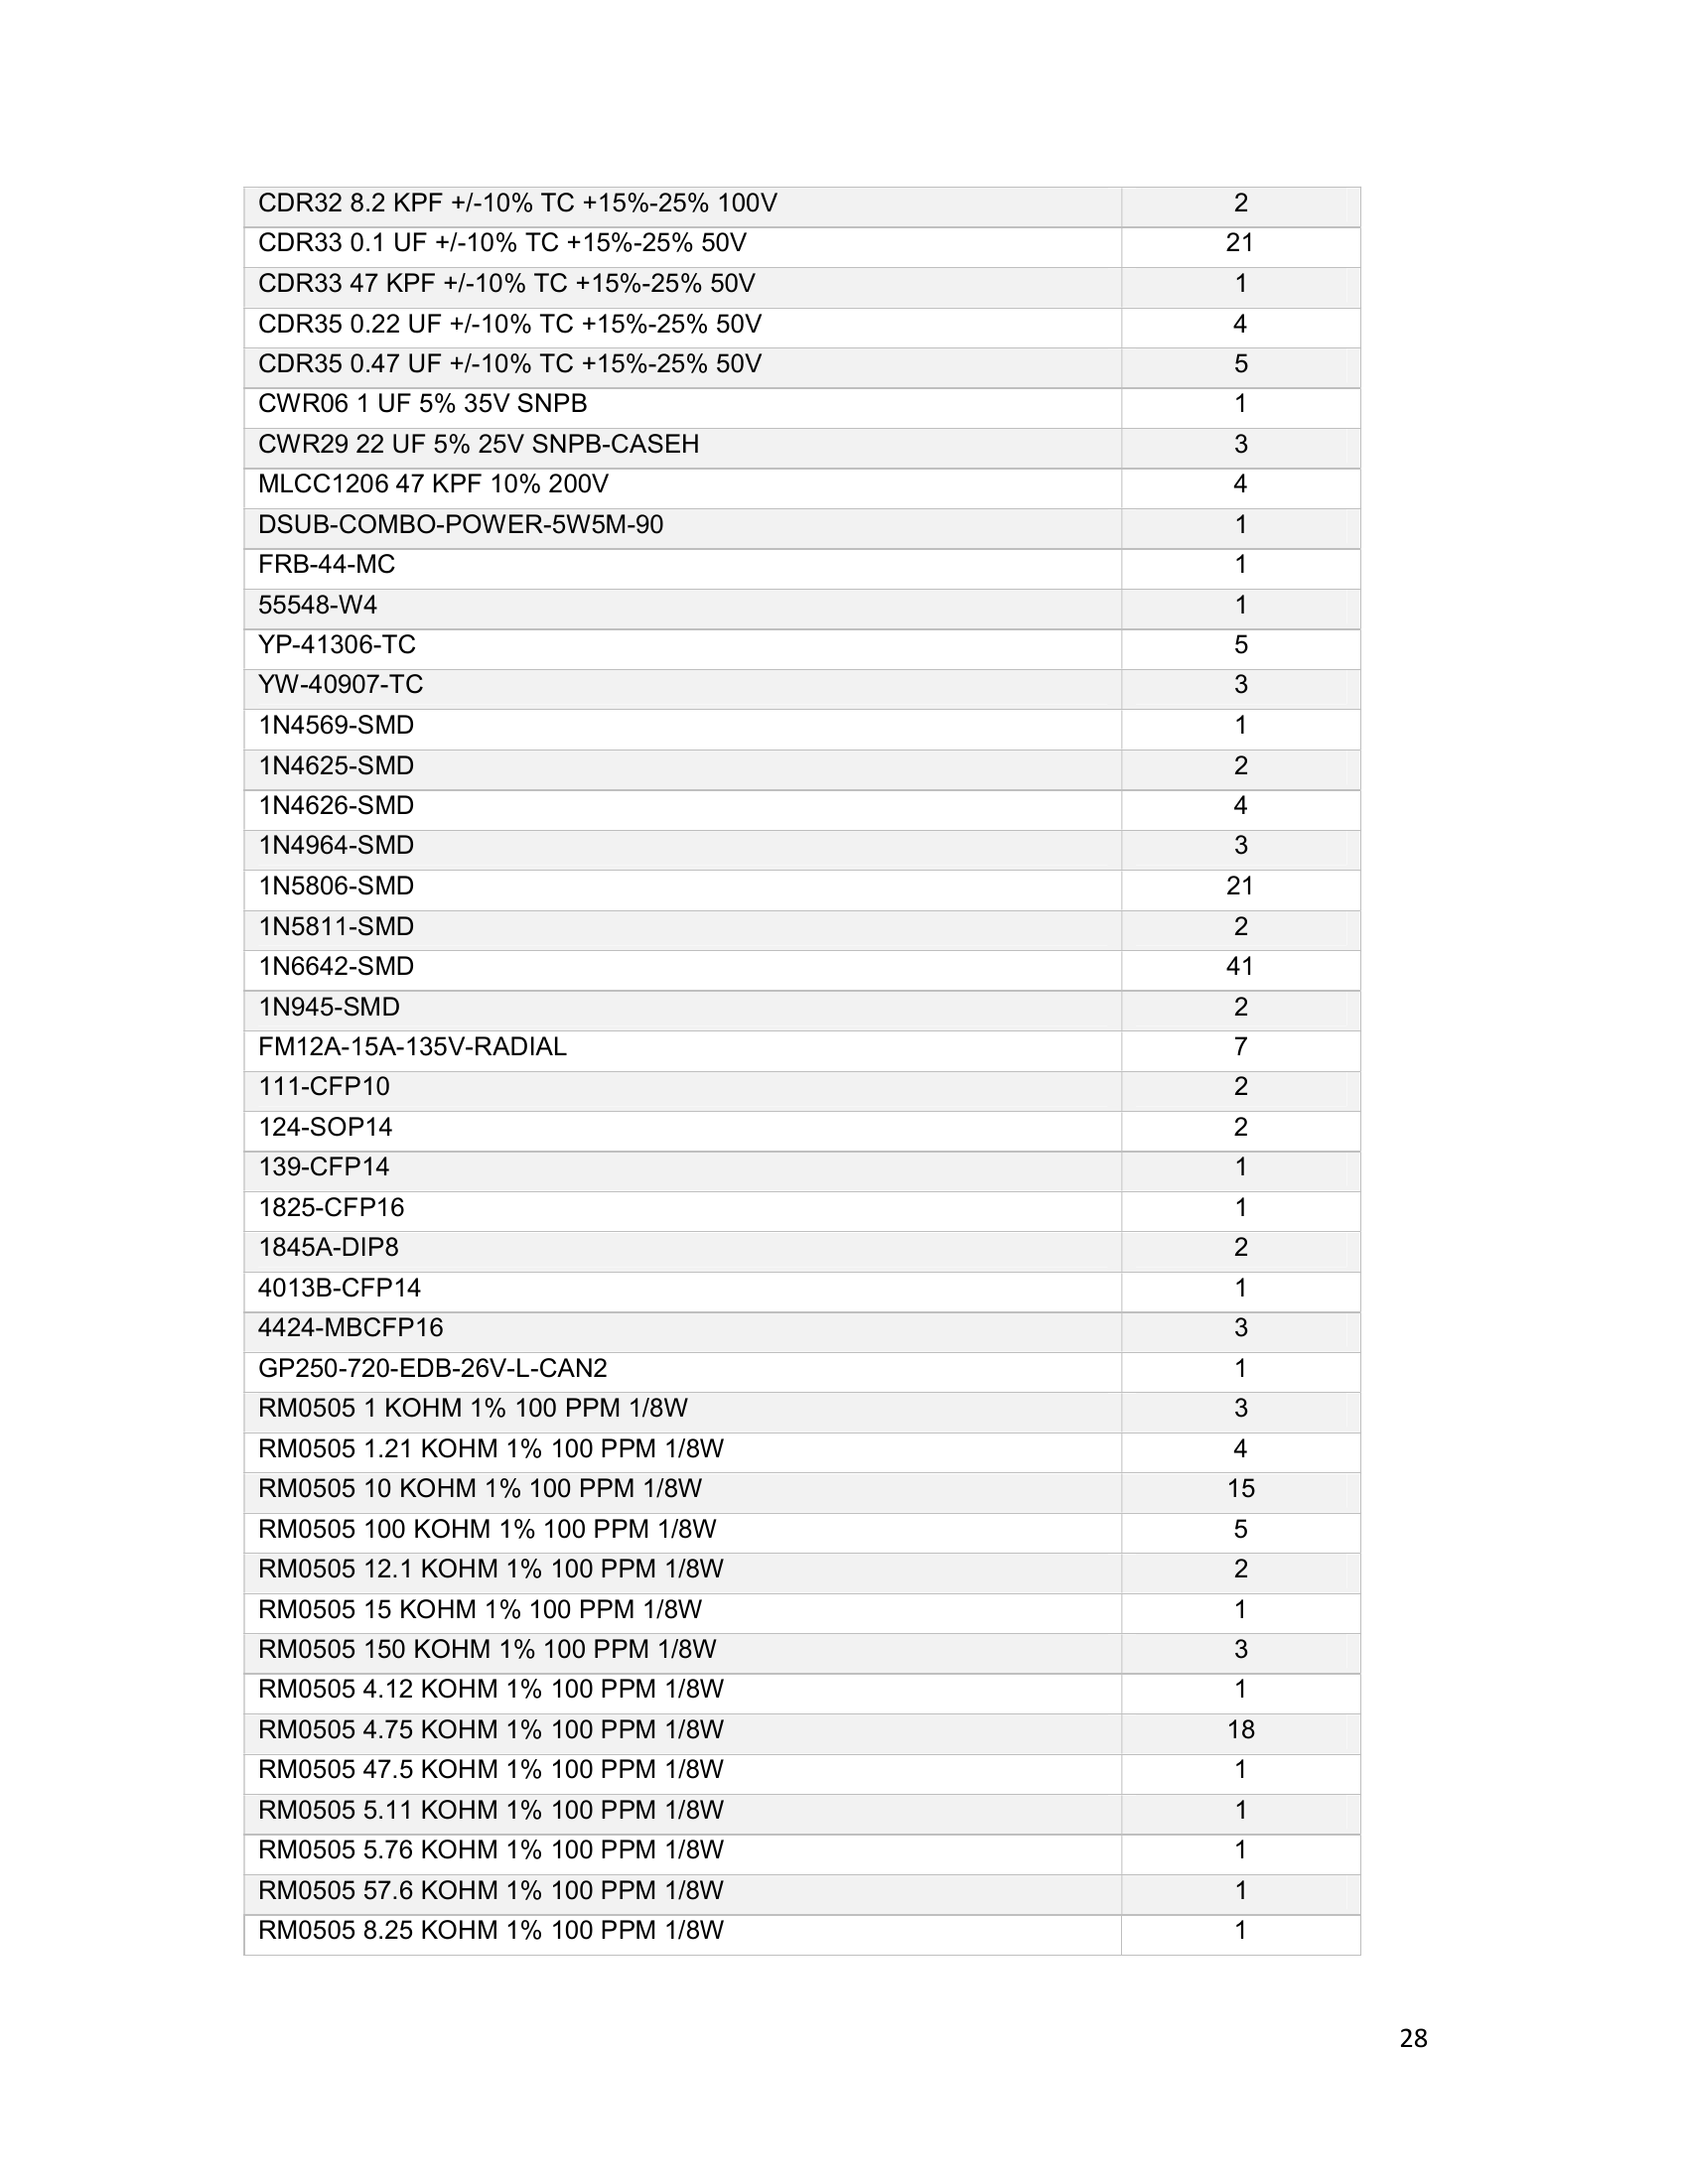 CDR32 8.2 KPF +/-10% TC +15%-25% 100V 2
CDR33 0.1 UF +/-10% TC +15%-25% 50V 21
CDR33 47 KPF +/-10% TC +15%-25% 50V 1
CDR35 0.22 UF +/-10% TC +15%-25% 50V 4
CDR35 0.47 UF +/-10% TC +15%-25% 50V 5
CWR06 1 UF 5% 35V SNPB 1
CWR29 22 UF 5% 25V SNPB-CASEH 3
MLCC1206 47 KPF 10% 200V 4
DSUB-COMBO-POWER-5W5M-90 1
FRB-44-MC 1
55548-W4 1
YP-41306-TC 5
YW-40907-TC 3
1N4569-SMD 1
1N4625-SMD 2
1N4626-SMD 4
1N4964-SMD 3
1N5806-SMD 21
1N5811-SMD 2
1N6642-SMD 41
1N945-SMD 2
FM12A-15A-135V-RADIAL 7
111-CFP10 2
124-SOP14 2
139-CFP14 1
1825-CFP16 1
1845A-DIP8 2
4013B-CFP14 1
4424-MBCFP16 3
GP250-720-EDB-26V-L-CAN2 1
RM0505 1 KOHM 1% 100 PPM 1/8W 3
RM0505 1.21 KOHM 1% 100 PPM 1/8W 4
RM0505 10 KOHM 1% 100 PPM 1/8W 15
RM0505 100 KOHM 1% 100 PPM 1/8W 5
RM0505 12.1 KOHM 1% 100 PPM 1/8W 2
RM0505 15 KOHM 1% 100 PPM 1/8W 1
RM0505 150 KOHM 1% 100 PPM 1/8W 3
RM0505 4.12 KOHM 1% 100 PPM 1/8W 1
RM0505 4.75 KOHM 1% 100 PPM 1/8W 18
RM0505 47.5 KOHM 1% 100 PPM 1/8W 1
RM0505 5.11 KOHM 1% 100 PPM 1/8W 1
RM0505 5.76 KOHM 1% 100 PPM 1/8W 1
RM0505 57.6 KOHM 1% 100 PPM 1/8W 1
RM0505 8.25 KOHM 1% 100 PPM 1/8W 1
28